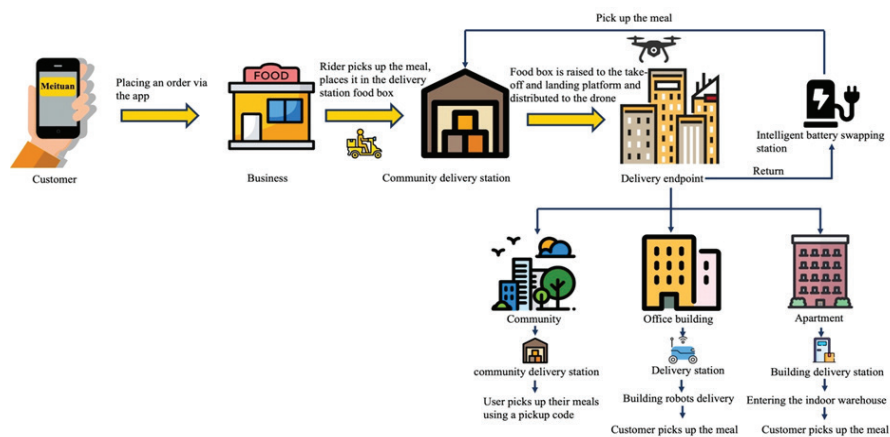 Pick up the meal
Meituan
Placing an order via
the app
FOOD
Rider picks up the meal,
places it in the delivery
station food box
Food box is raised to the take-
off and landing platform and
distributed to the drone
Intelligent battery swapping
station
Customer
Business
Community delivery station
Delivery endpoint
Return
Community
Office building
Apartment
community delivery station
Delivery station
Building delivery station
User picks up their meals
using a pickup code
Building robots delivery
Entering the indoor warehouse
Customer picks up the meal
Customer picks up the meal